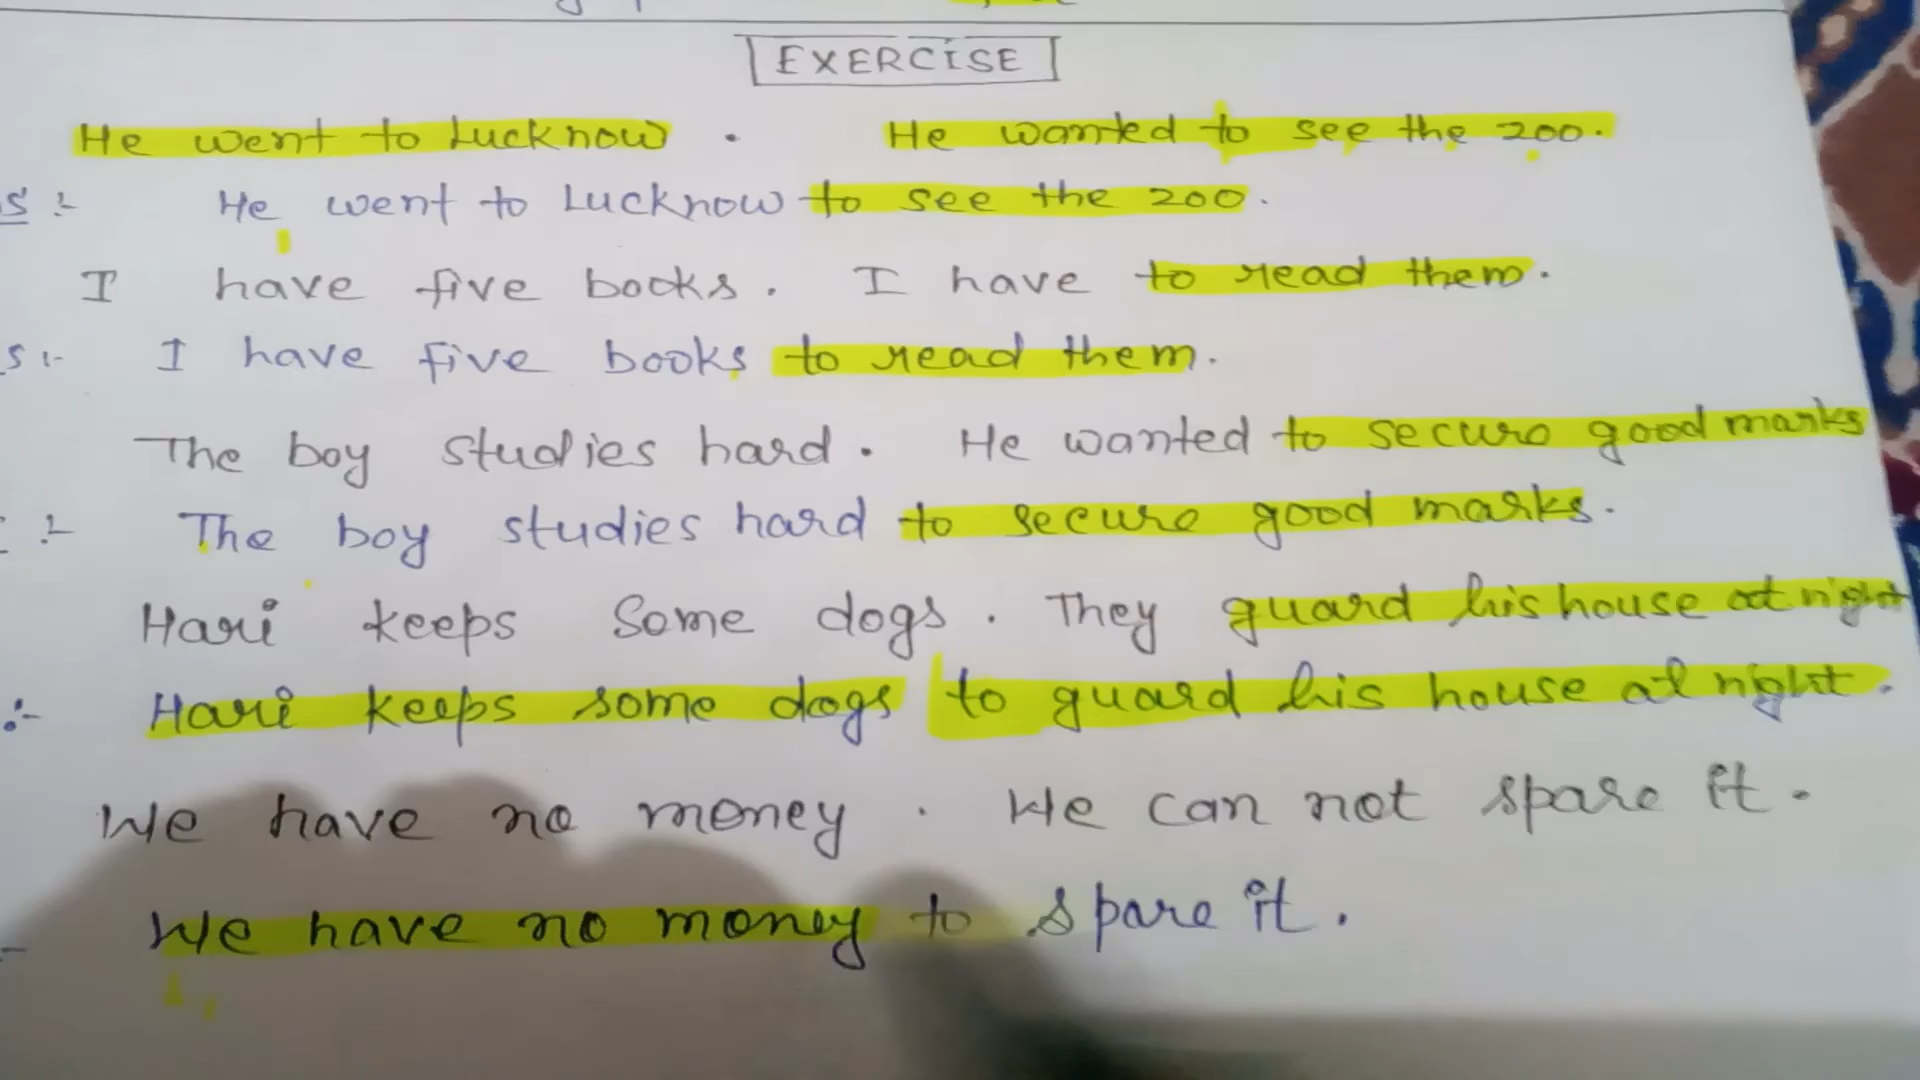 EXERCISE
He went to Lucknow . He wanted to see the zoo.
s :- He went to Lucknow to see the zoo.
I have five books. I have to read them.
s :- I have five books to read them.
The boy studies hard. He wanted to secure good marks
:- The boy studies hard to secure good marks.
Hari keeps some dogs. They guard his house at night
:- Hari keeps some dogs to guard his house at night.
We have no money . We can not spare it.
We have no money to spare it.